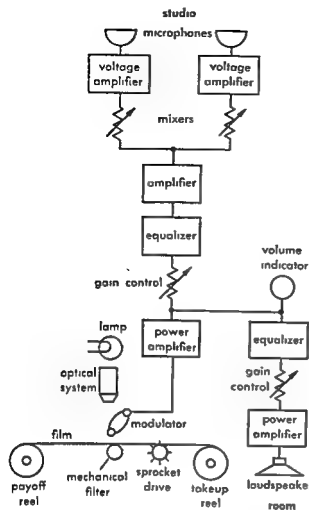 studio
microphones
voltage
amplifier
voltage
amplifier
mixers
amplifier
equalizer
gain control
volume
indicator
lamp
power
amplifier
equalizer
optical
system
gain
control
modulator
film
power
amplifier
mechanical
filter
sprocket
drive
payoff
reel
takeup
reel
loudspeake
room